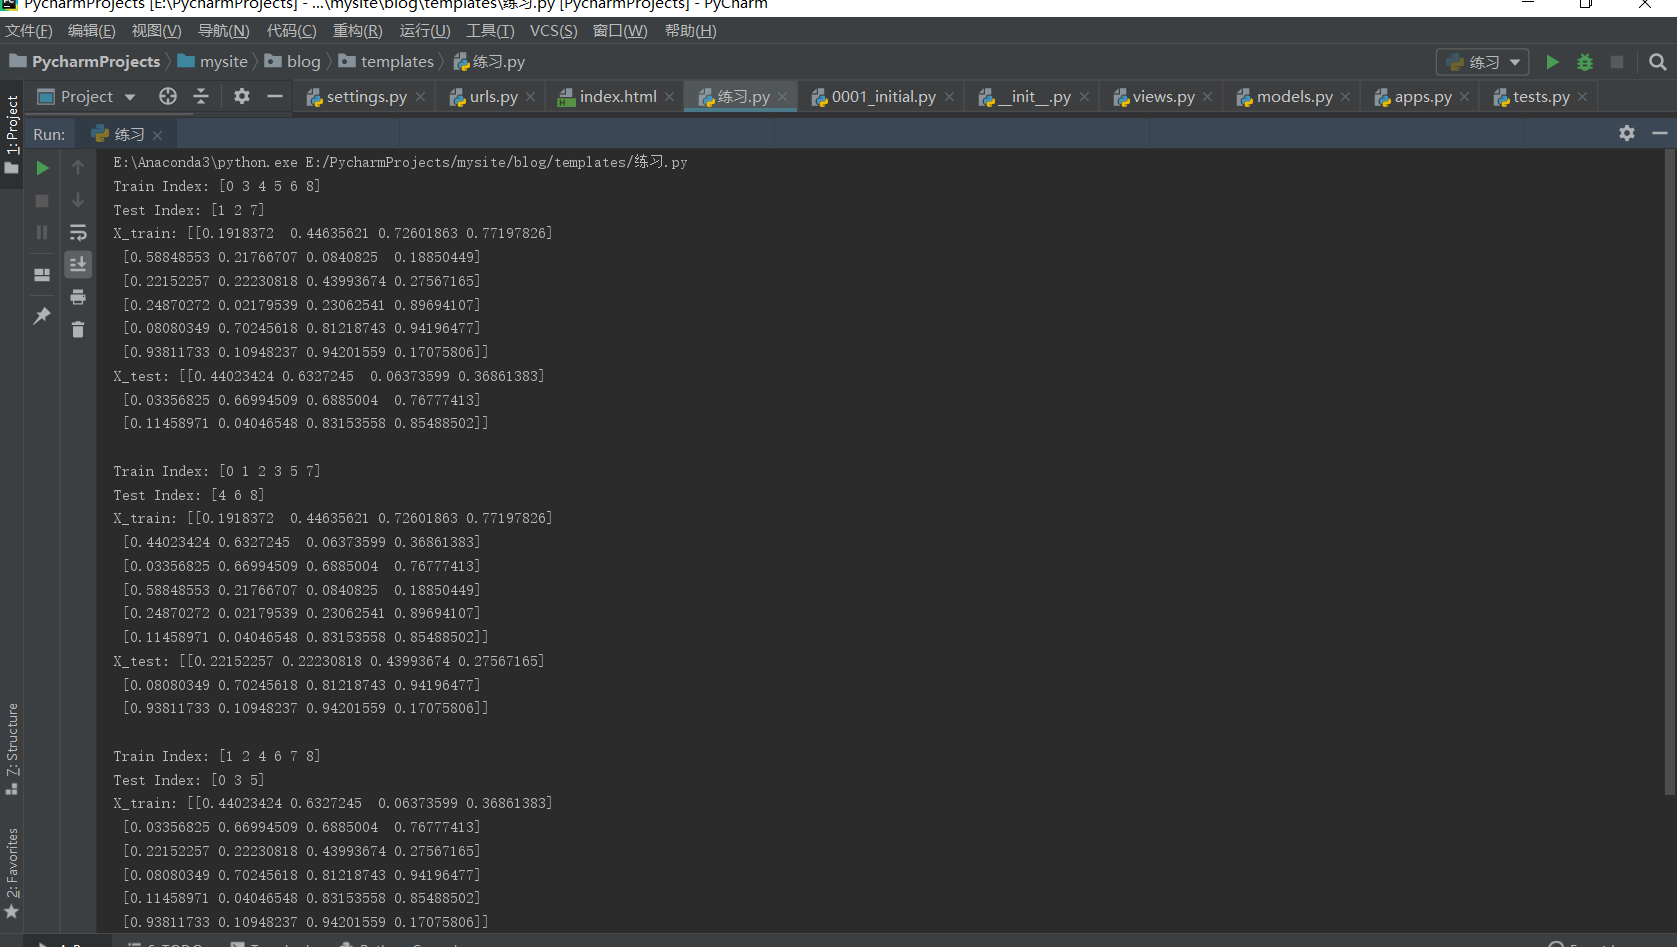 PycharmProjects [E:\PycharmProjects] - ...\mysite\blog\templates\练习.py [PycharmProjects] - PyCharm
文件(F) 编辑(E) 视图(V) 导航(N) 代码(C) 重构(R) 运行(U) 工具(T) VCS(S) 窗口(W) 帮助(H)
PycharmProjects mysite blog templates 练习.py 练习
Project settings.py urls.py index.html 练习.py 0001_initial.py __init__.py views.py models.py apps.py tests.py
1: Project
Run: 练习
E:\Anaconda3\python.exe E:/PycharmProjects/mysite/blog/templates/练习.py
Train Index: [0 3 4 5 6 8]
Test Index: [1 2 7]
X_train: [[0.1918372  0.44635621 0.72601863 0.77197826]
 [0.58848553 0.21766707 0.0840825  0.18850449]
 [0.22152257 0.22230818 0.43993674 0.27567165]
 [0.24870272 0.02179539 0.23062541 0.89694107]
 [0.08080349 0.70245618 0.81218743 0.94196477]
 [0.93811733 0.10948237 0.94201559 0.17075806]]
X_test: [[0.44023424 0.6327245  0.06373599 0.36861383]
 [0.03356825 0.66994509 0.6885004  0.76777413]
 [0.11458971 0.04046548 0.83153558 0.85488502]]
Train Index: [0 1 2 3 5 7]
Test Index: [4 6 8]
X_train: [[0.1918372  0.44635621 0.72601863 0.77197826]
 [0.44023424 0.6327245  0.06373599 0.36861383]
 [0.03356825 0.66994509 0.6885004  0.76777413]
 [0.58848553 0.21766707 0.0840825  0.18850449]
 [0.24870272 0.02179539 0.23062541 0.89694107]
 [0.11458971 0.04046548 0.83153558 0.85488502]]
X_test: [[0.22152257 0.22230818 0.43993674 0.27567165]
 [0.08080349 0.70245618 0.81218743 0.94196477]
 [0.93811733 0.10948237 0.94201559 0.17075806]]
Train Index: [1 2 4 6 7 8]
Test Index: [0 3 5]
X_train: [[0.44023424 0.6327245  0.06373599 0.36861383]
 [0.03356825 0.66994509 0.6885004  0.76777413]
 [0.22152257 0.22230818 0.43993674 0.27567165]
 [0.08080349 0.70245618 0.81218743 0.94196477]
 [0.11458971 0.04046548 0.83153558 0.85488502]
 [0.93811733 0.10948237 0.94201559 0.17075806]]
7: Structure
2: Favorites